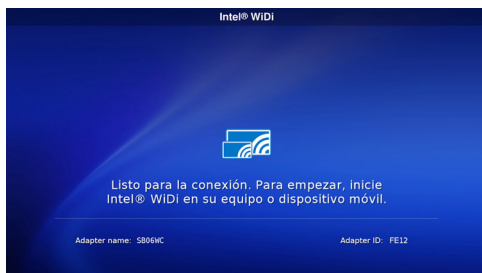 Intel® WiDi
Listo para la conexión. Para empezar, inicie
Intel® WiDi en su equipo o dispositivo móvil.
Adapter name: SB06WC Adapter ID: FE12